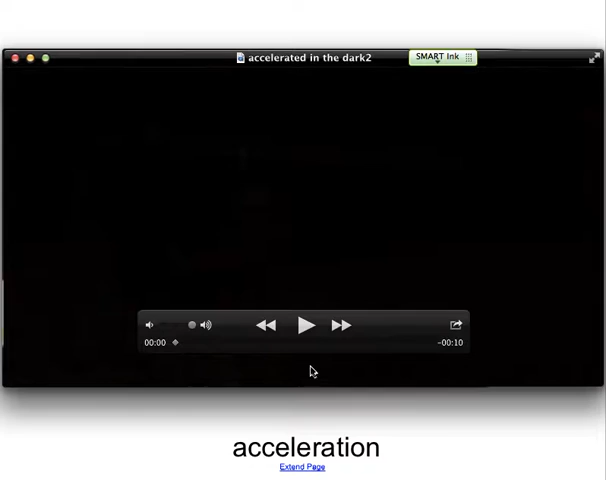 accelerated in the dark2
SMART Ink
00:00
-00:10
acceleration
Extend Page